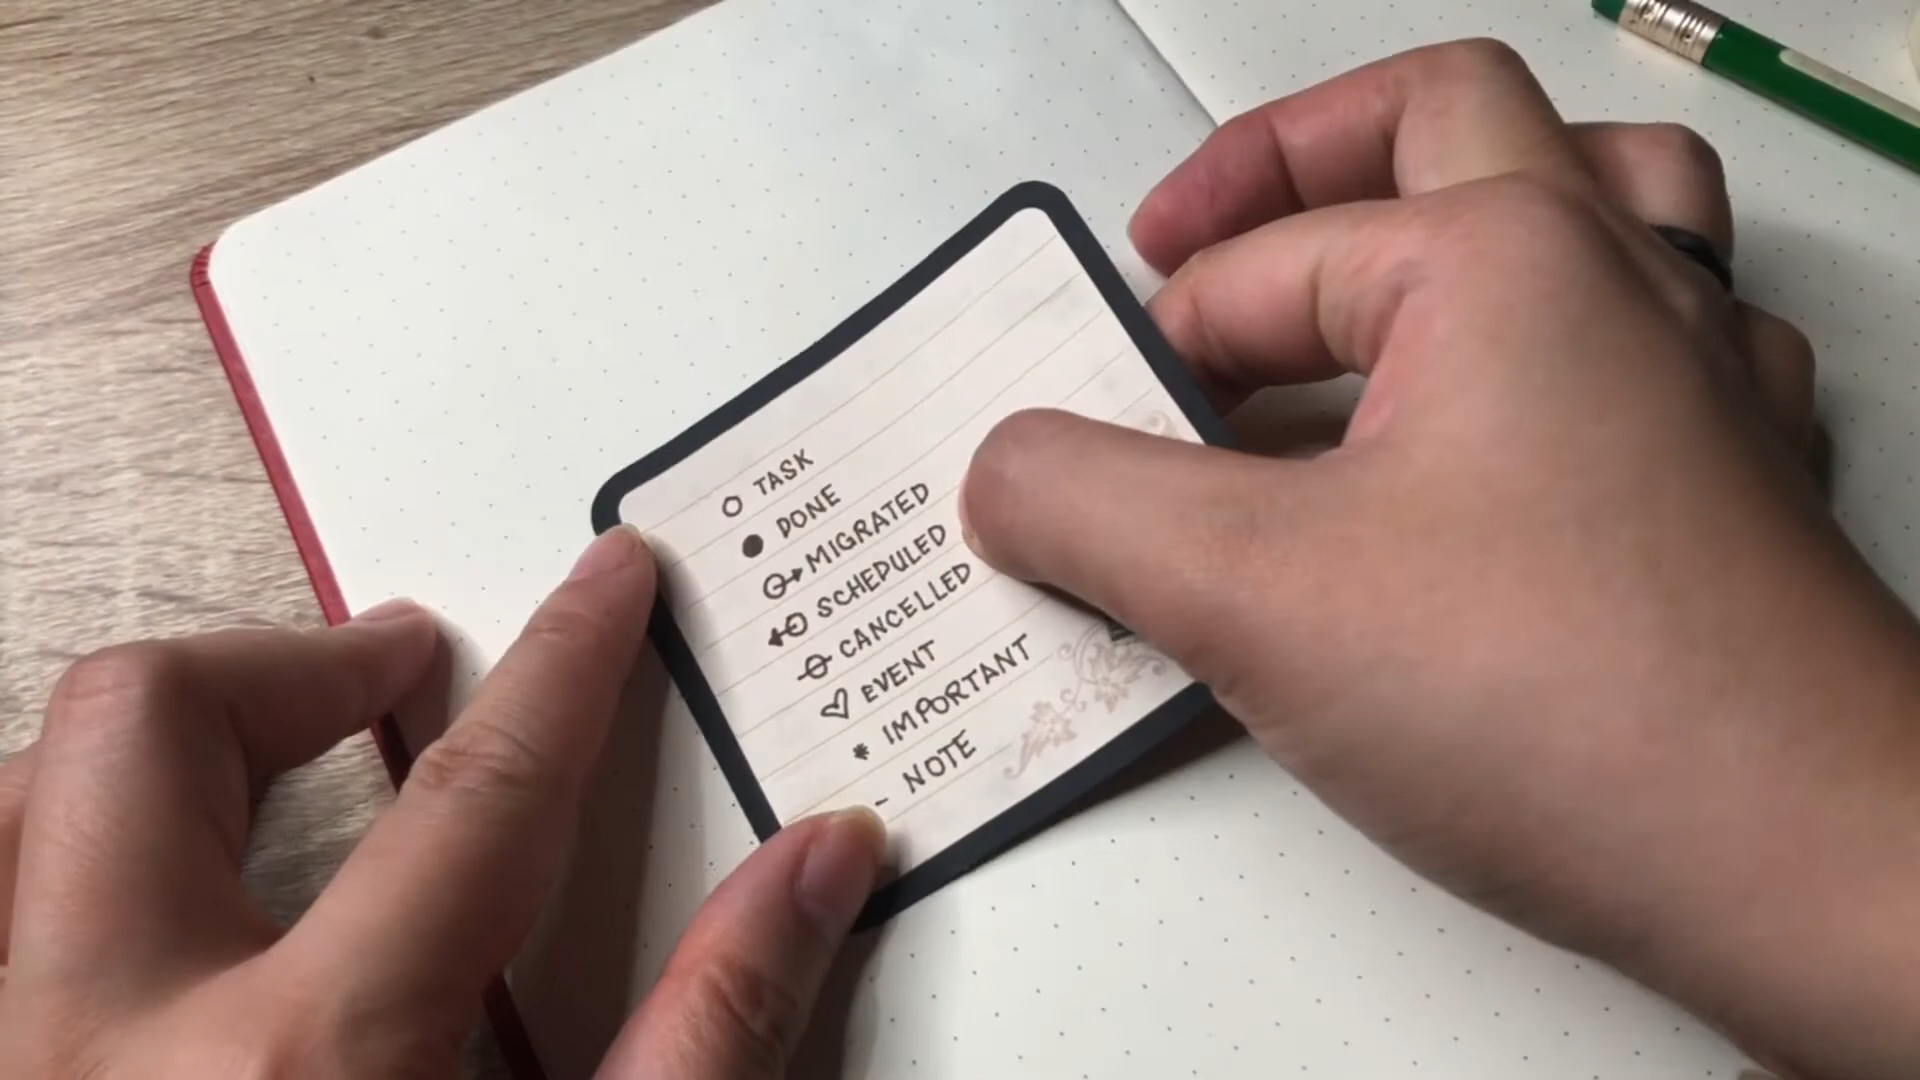 ○ TASK
● DONE
○→ MIGRATED
←○ SCHEDULED
-○- CANCELLED
♡ EVENT
* IMPORTANT
- NOTE